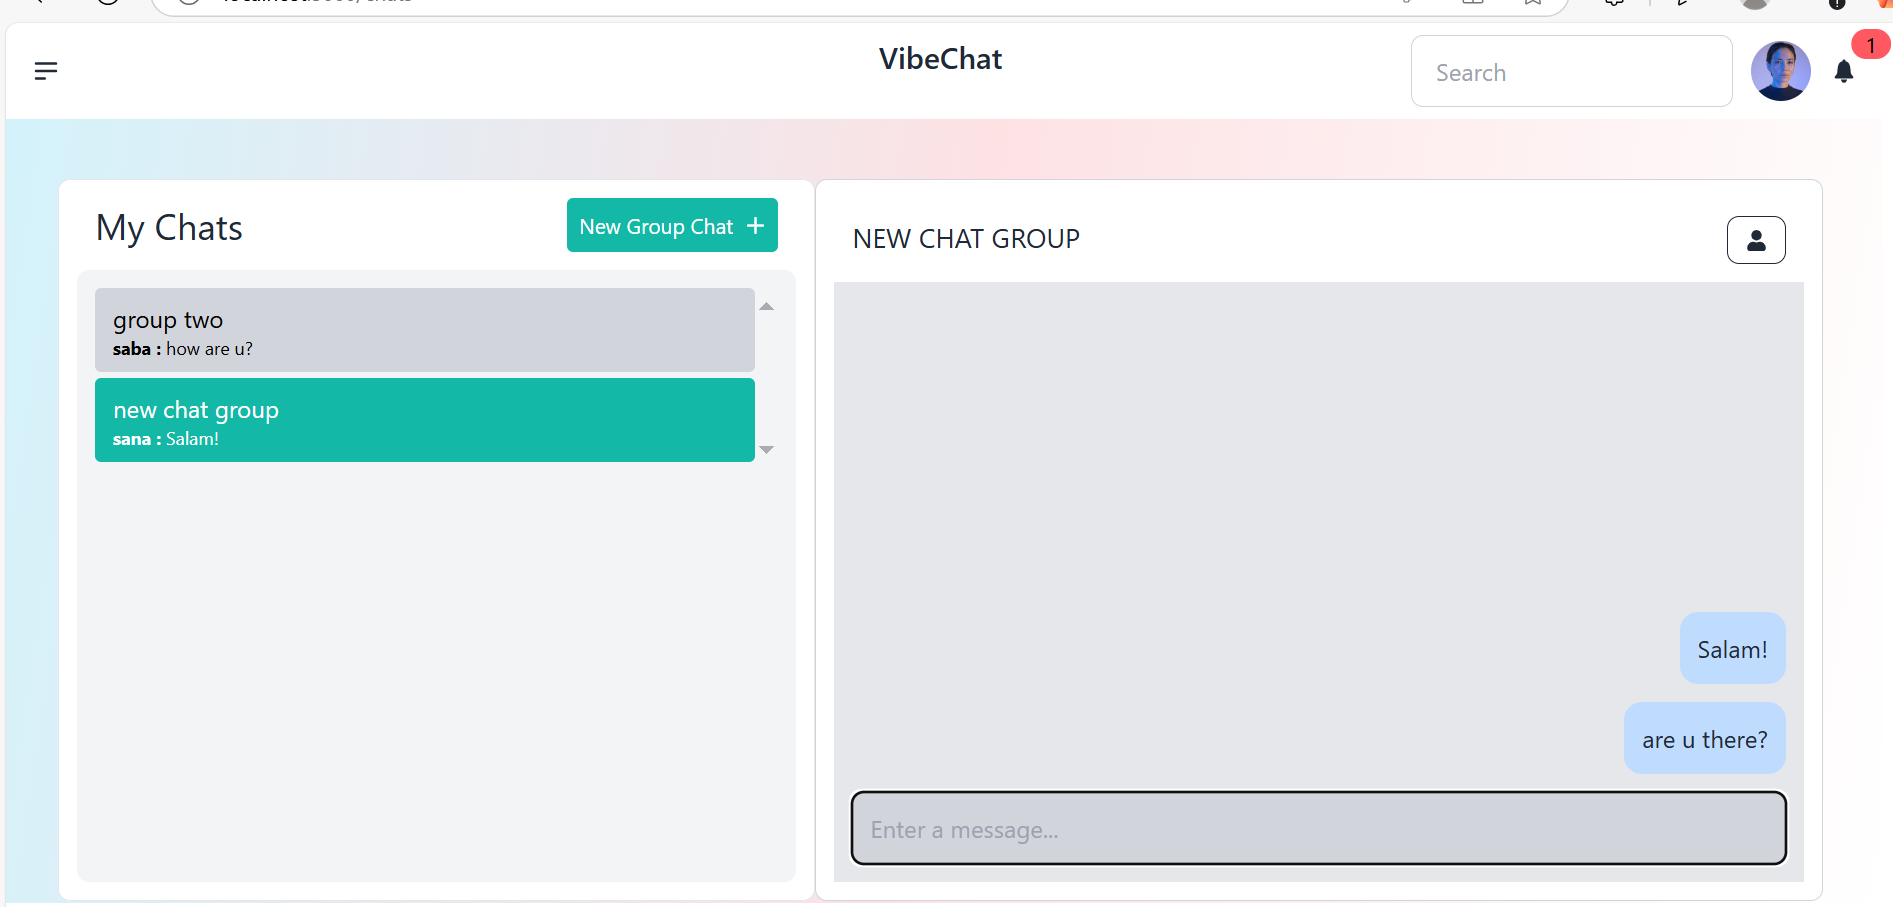 VibeChat
Search
1
My Chats
New Group Chat +
group two
saba : how are u?
new chat group
sana : Salam!
NEW CHAT GROUP
Salam!
are u there?
Enter a message...